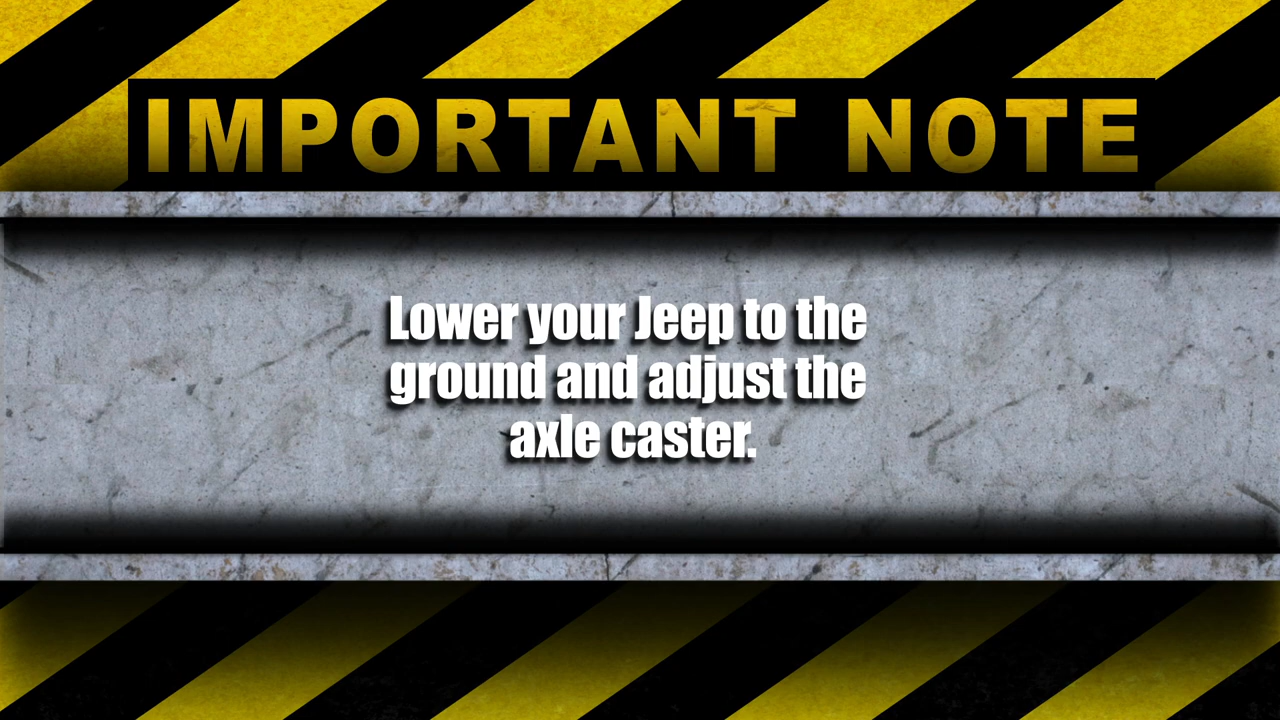 IMPORTANT NOTE
Lower your Jeep to the
ground and adjust the
axle caster.